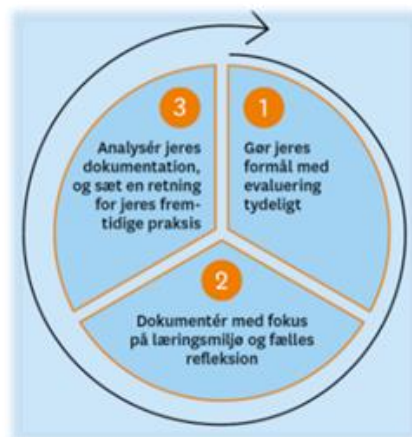 1
Gør jeres
formål med
evaluering
tydeligt
2
Dokumentér med fokus
på læringsmiljø og fælles
refleksion
3
Analysér jeres
dokumentation,
og sæt en retning
for jeres frem-
tidige praksis